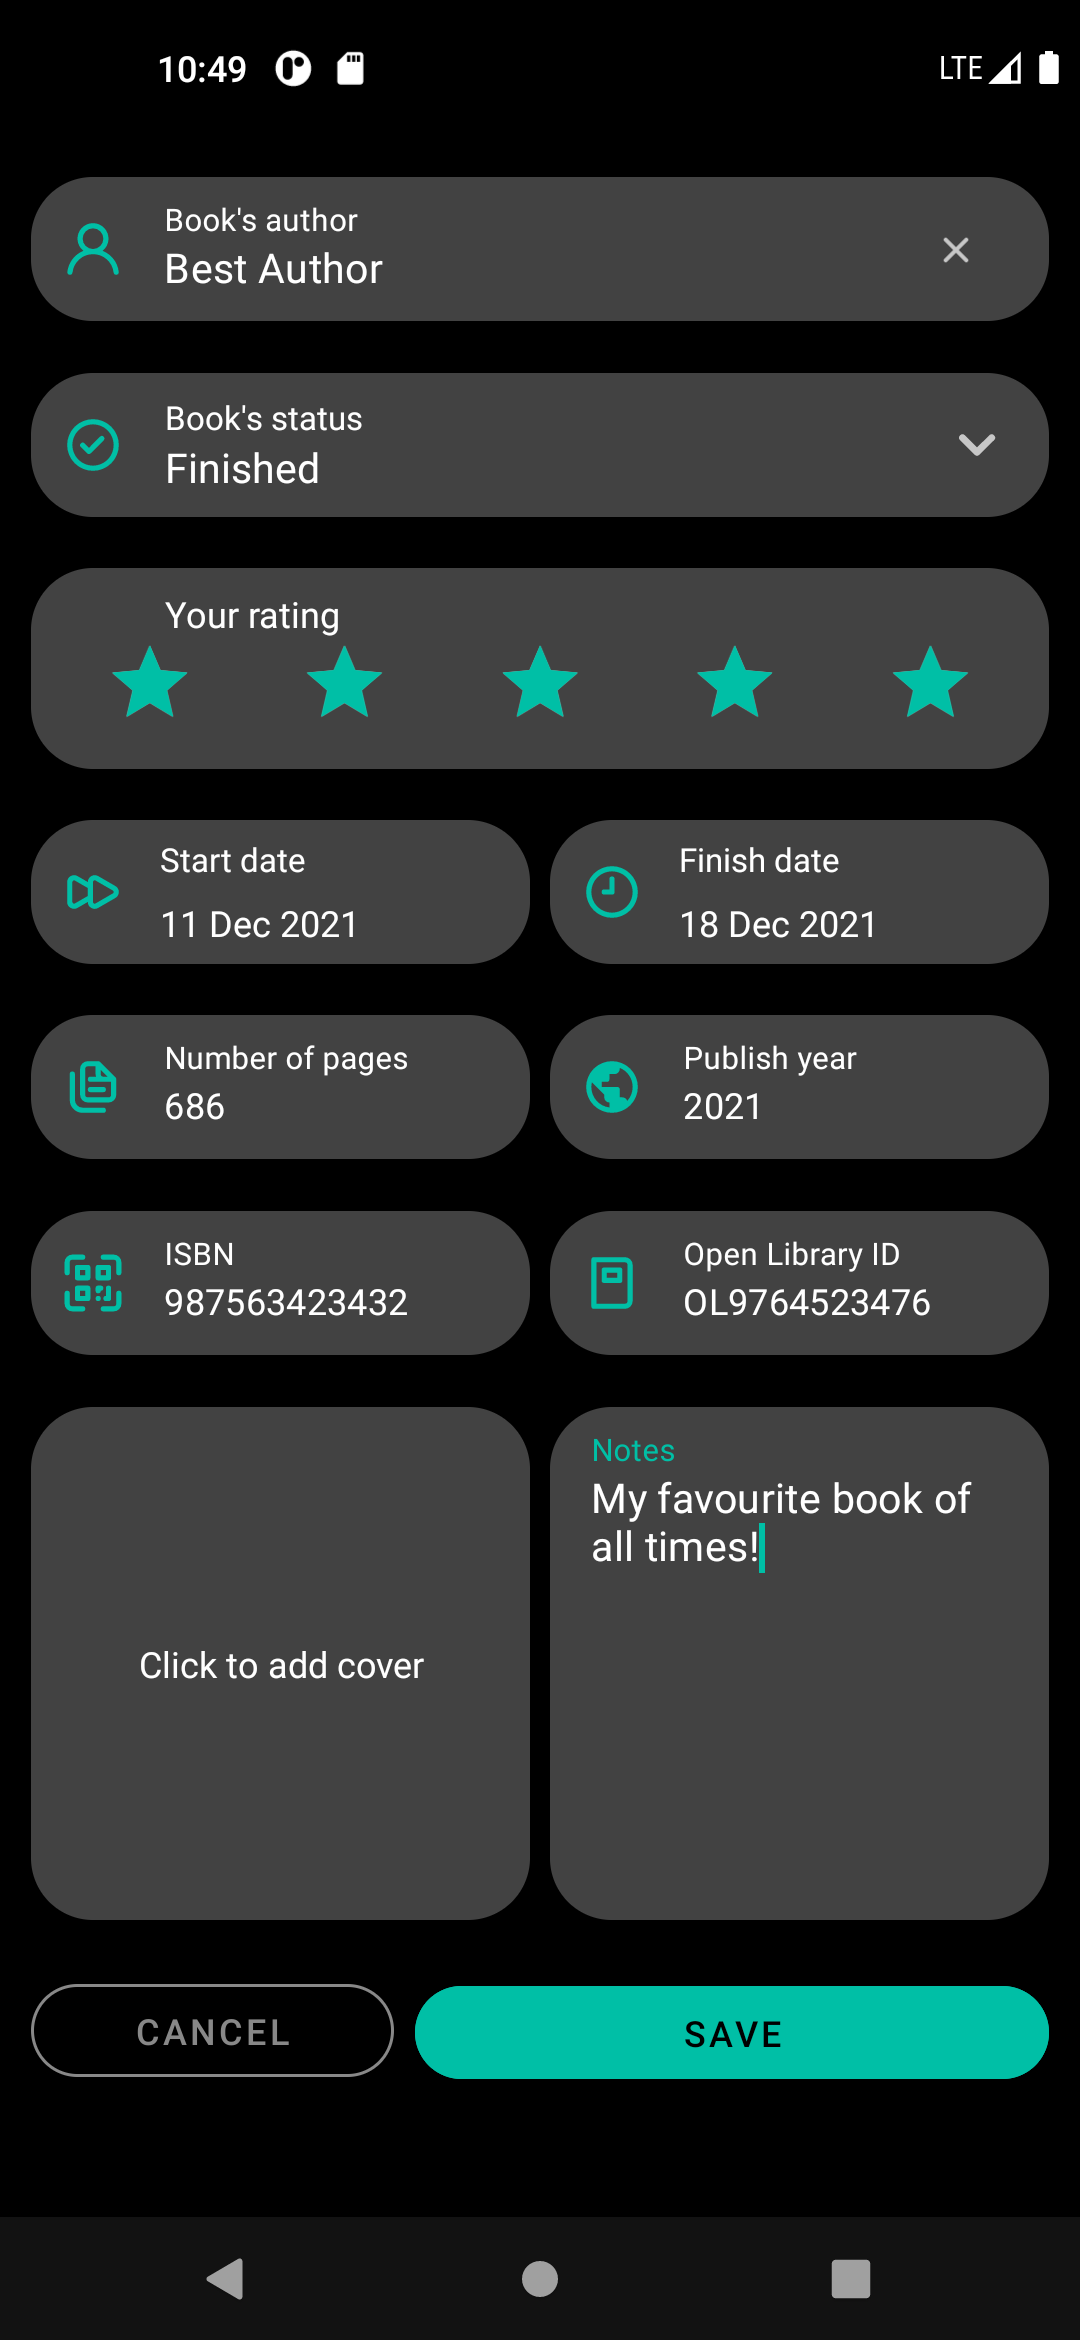 10:49
LTE
Book's author
Best Author
Book's status
Finished
Your rating
Start date
11 Dec 2021
Finish date
18 Dec 2021
Number of pages
686
Publish year
2021
ISBN
987563423432
Open Library ID
OL9764523476
Click to add cover
Notes
My favourite book of
all times!
CANCEL
SAVE